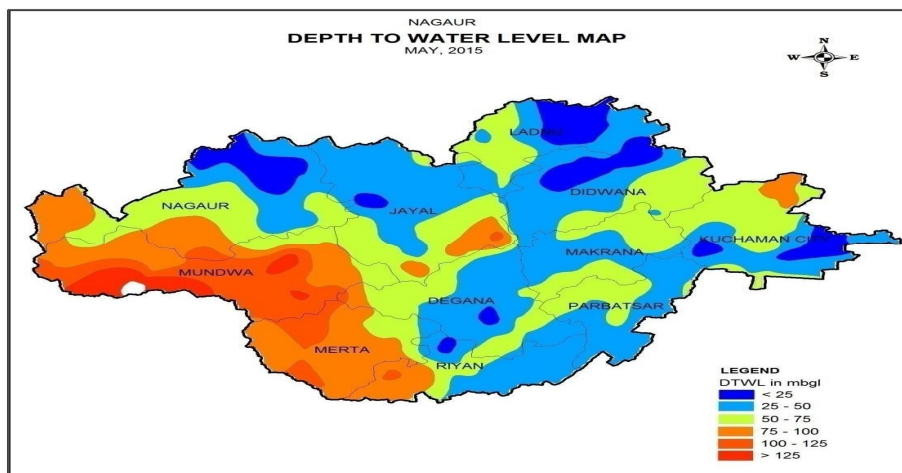 NAGAUR
DEPTH TO WATER LEVEL MAP
MAY, 2015
N
W E
S
LADNU
DIDWANA
NAGAUR
JAYAL
KUCHAMAN CITY
MAKRANA
MUNDWA
DEGANA
PARBATSAR
MERTA
RIYAN
LEGEND
DTWL in mbgl
< 25
25 - 50
50 - 75
75 - 100
100 - 125
> 125